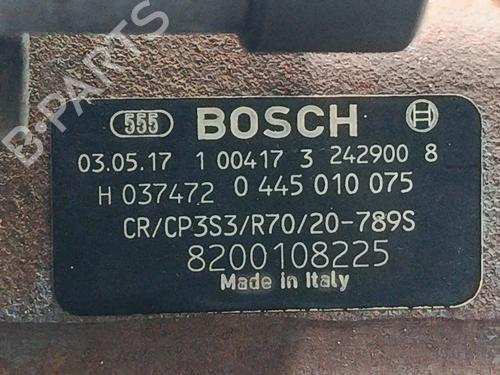 B-PARTS
555 BOSCH
03.05.17 1 00417 3 242900 8
H 037472 0 445 010 075
CR/CP3S3/R70/20-789S
8200108225
Made in Italy